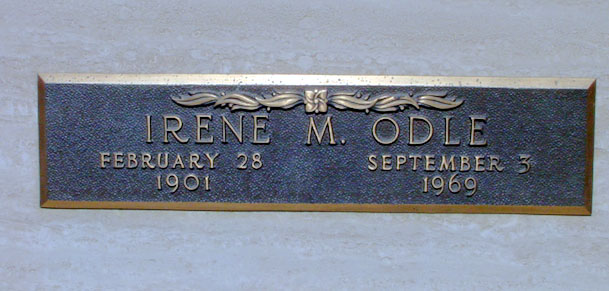 IRENE M. ODLE
FEBRUARY 28 SEPTEMBER 3
1901 1969